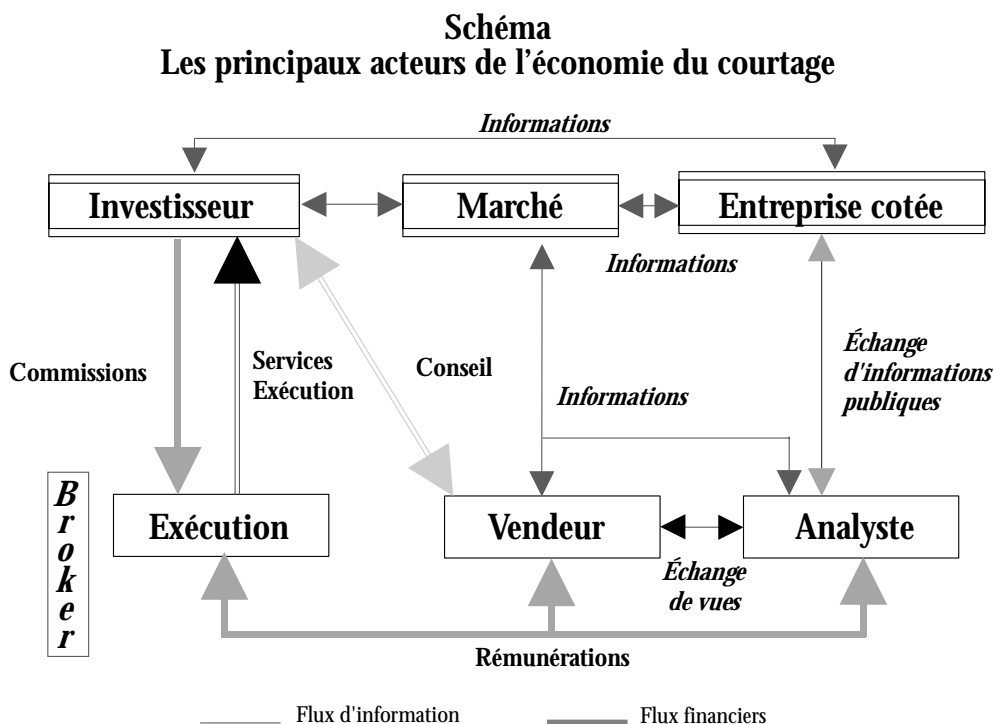 Schéma
Les principaux acteurs de l'économie du courtage
Informations
Investisseur
Marché
Entreprise cotée
Informations
Commissions
Services
Exécution
Conseil
Informations
Échange
d'informations
publiques
Broker
Exécution
Vendeur
Analyste
Échange
de vues
Rémunérations
Flux d'information
Flux financiers